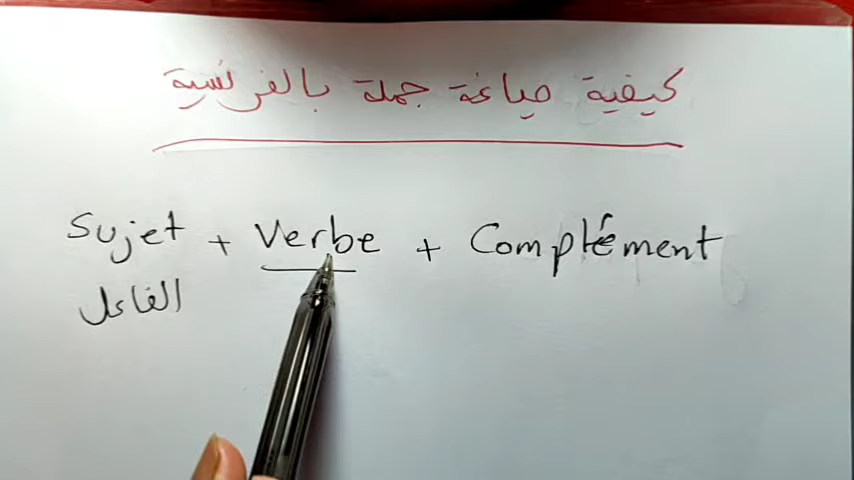 كيفية صياغة جملة بالفرنسية
Sujet + Verbe + Complément
الفاعل